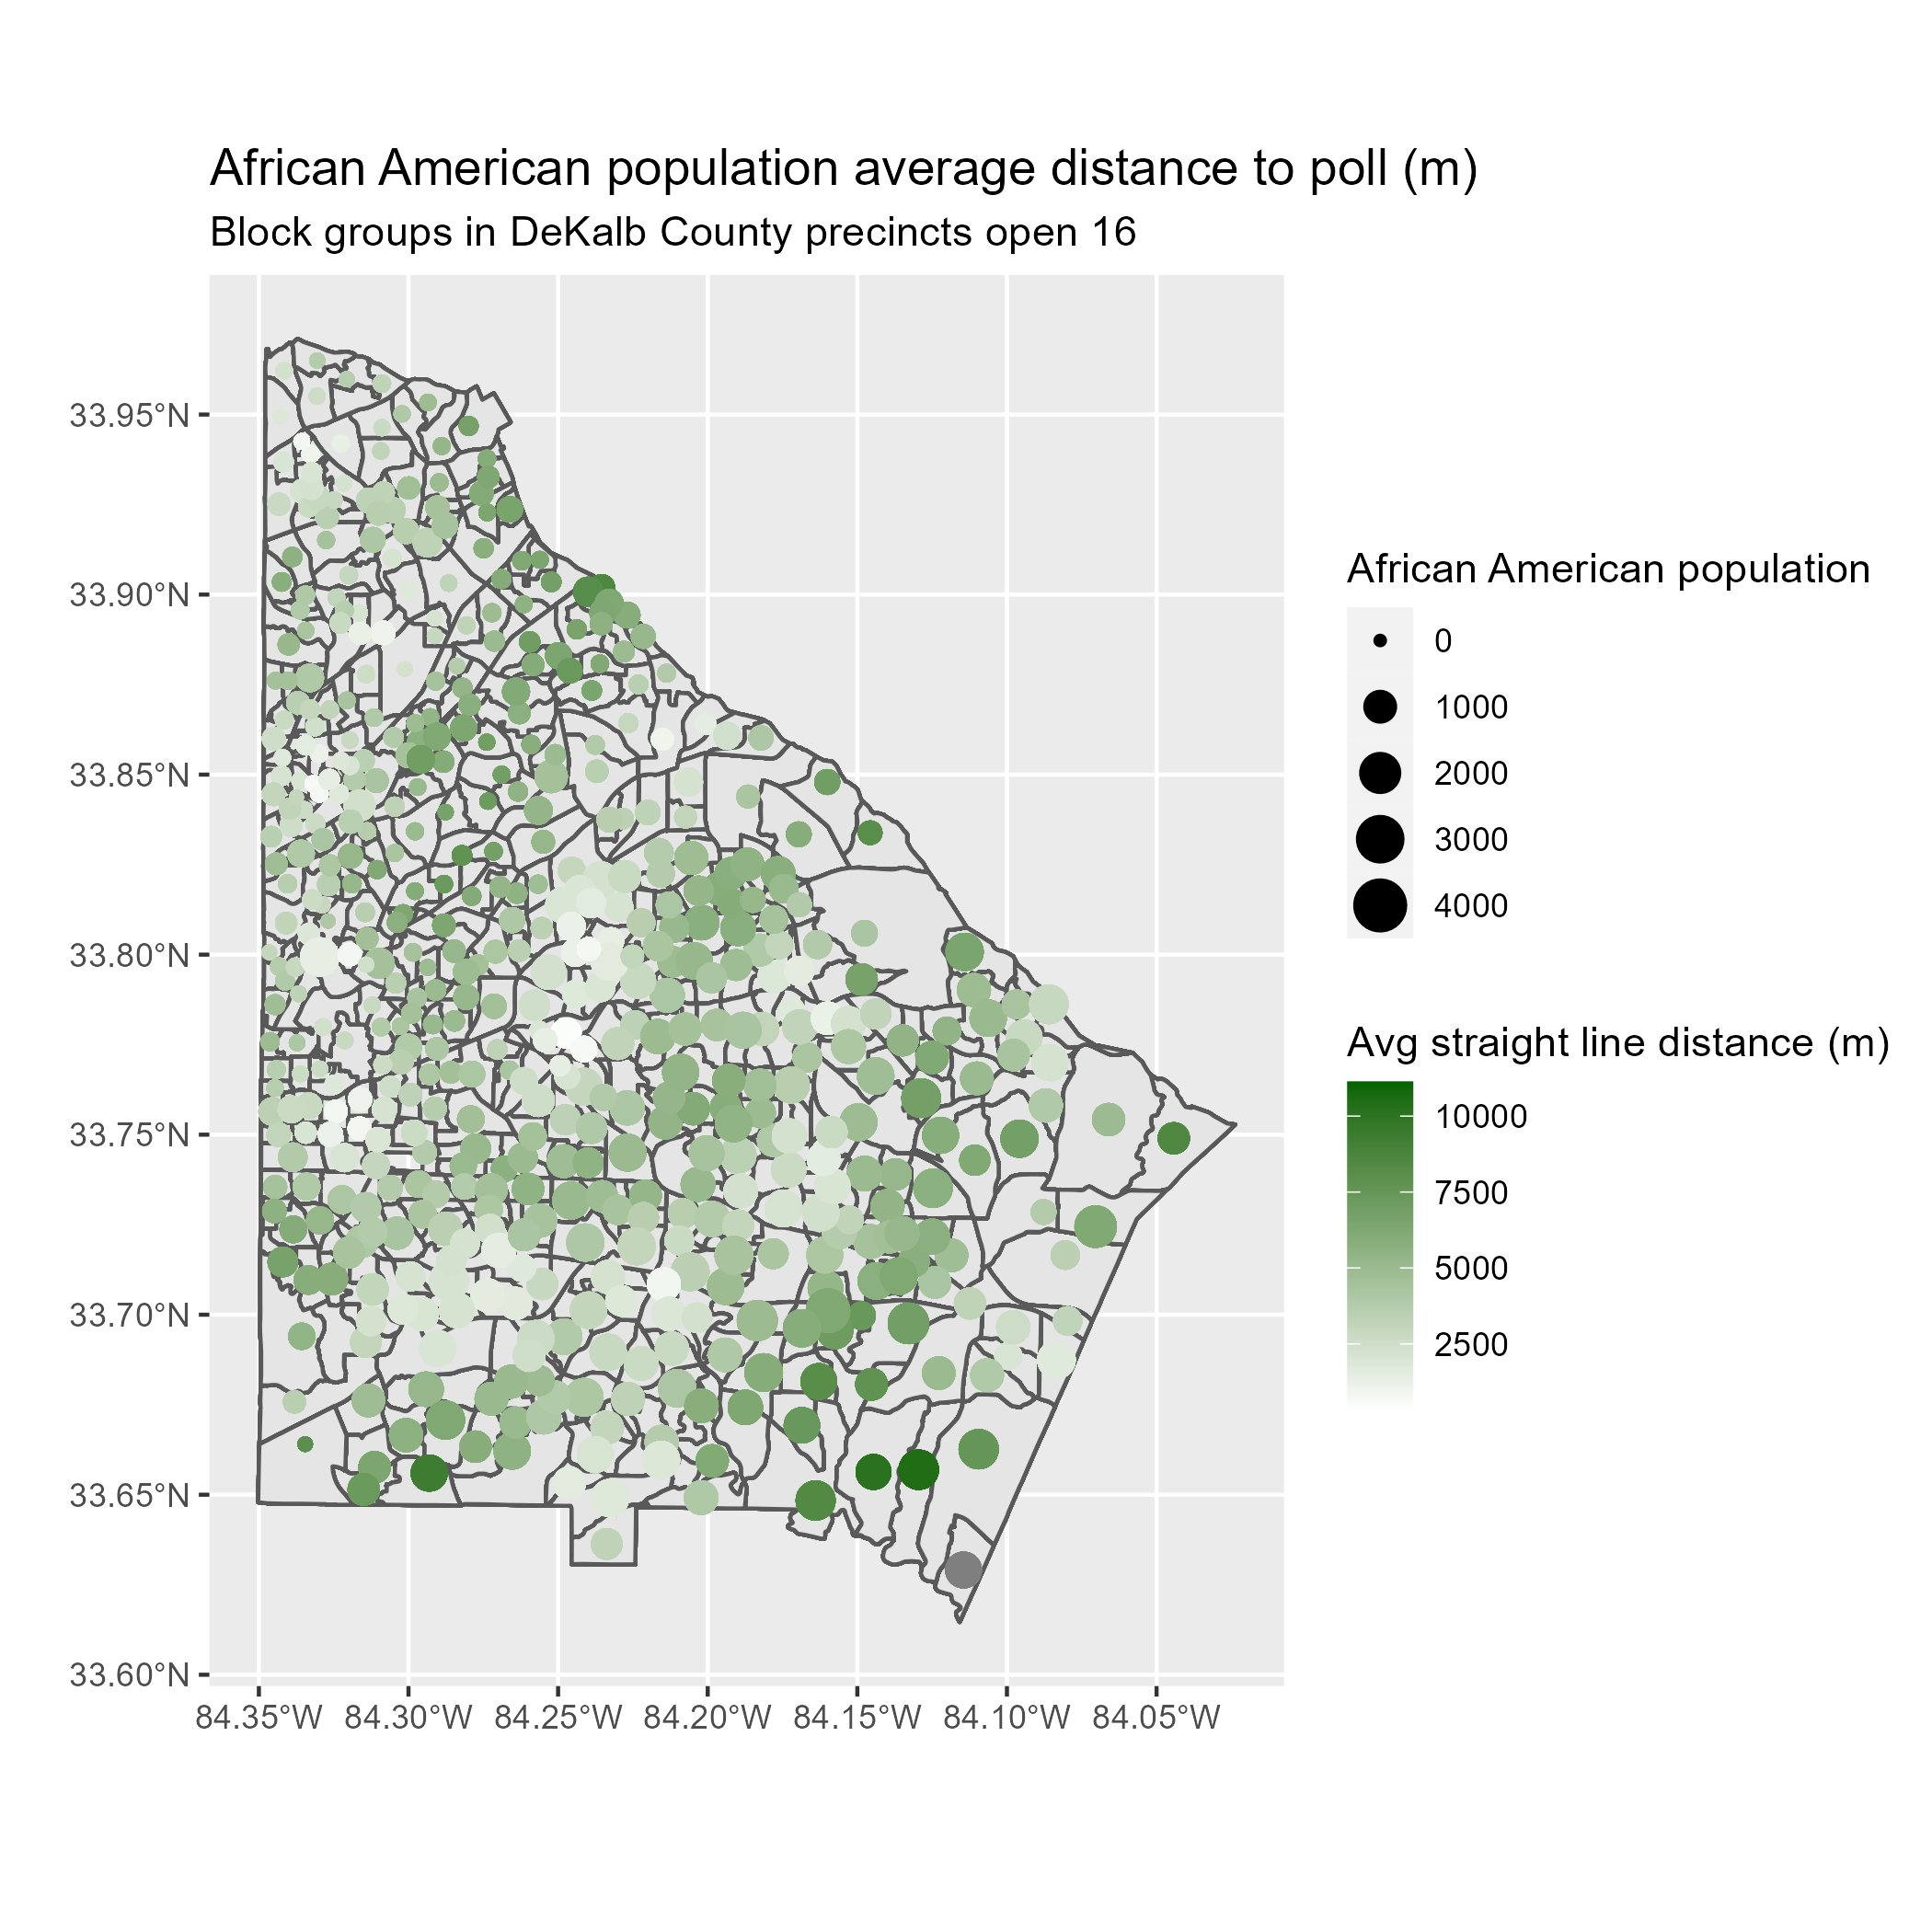 African American population average distance to poll (m)
Block groups in DeKalb County precincts open 16
33.95°N
33.90°N
33.85°N
33.80°N
33.75°N
33.70°N
33.65°N
33.60°N
84.35°W 84.30°W 84.25°W 84.20°W 84.15°W 84.10°W 84.05°W
African American population
0
1000
2000
3000
4000
Avg straight line distance (m)
10000
7500
5000
2500